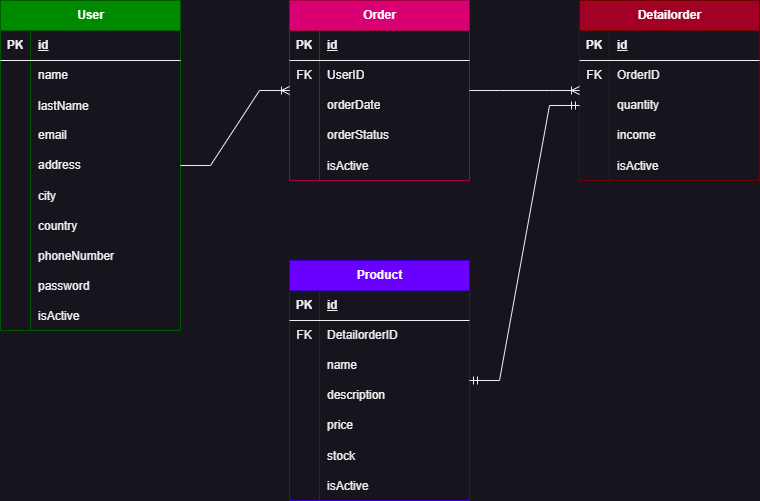 User
PK id
name
lastName
email
address
city
country
phoneNumber
password
isActive
Order
PK id
FK UserID
orderDate
orderStatus
isActive
Detailorder
PK id
FK OrderID
quantity
income
isActive
Product
PK id
FK DetailorderID
name
description
price
stock
isActive